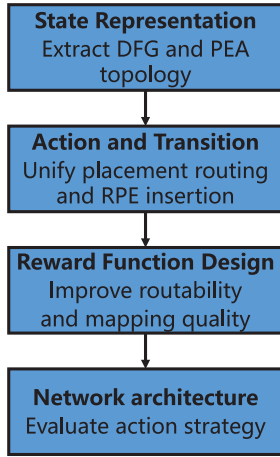 State Representation
Extract DFG and PEA
topology
Action and Transition
Unify placement routing
and RPE insertion
Reward Function Design
Improve routability
and mapping quality
Network architecture
Evaluate action strategy